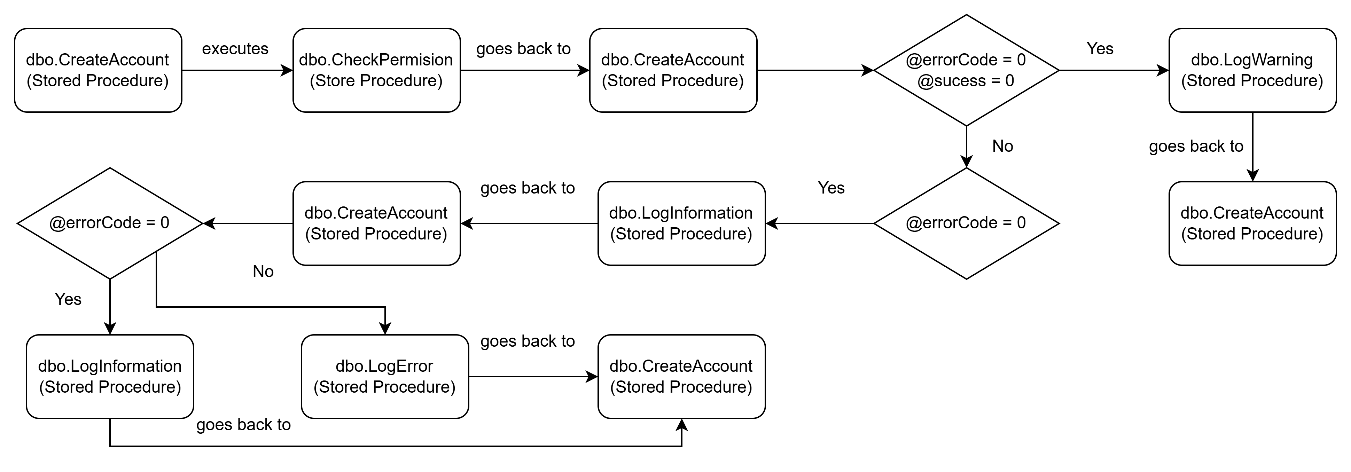 dbo.CreateAccount
(Stored Procedure)
executes
dbo.CheckPermision
(Store Procedure)
goes back to
dbo.CreateAccount
(Stored Procedure)
@errorCode = 0
@sucess = 0
Yes
dbo.LogWarning
(Stored Procedure)
No
goes back to
dbo.CreateAccount
(Stored Procedure)
@errorCode = 0
Yes
dbo.LogInformation
(Stored Procedure)
goes back to
dbo.CreateAccount
(Stored Procedure)
@errorCode = 0
No
Yes
dbo.LogInformation
(Stored Procedure)
dbo.LogError
(Stored Procedure)
goes back to
dbo.CreateAccount
(Stored Procedure)
goes back to